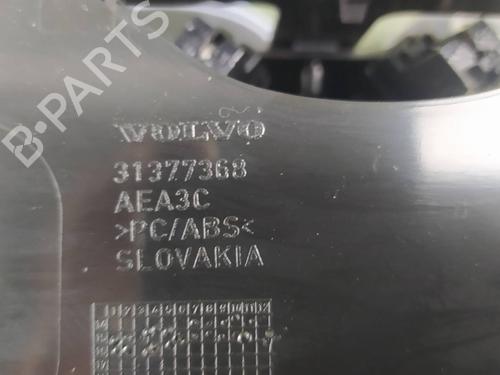 B-PARTS
VOLVO
31377368
AEA3C
>PC/ABS<
SLOVAKIA